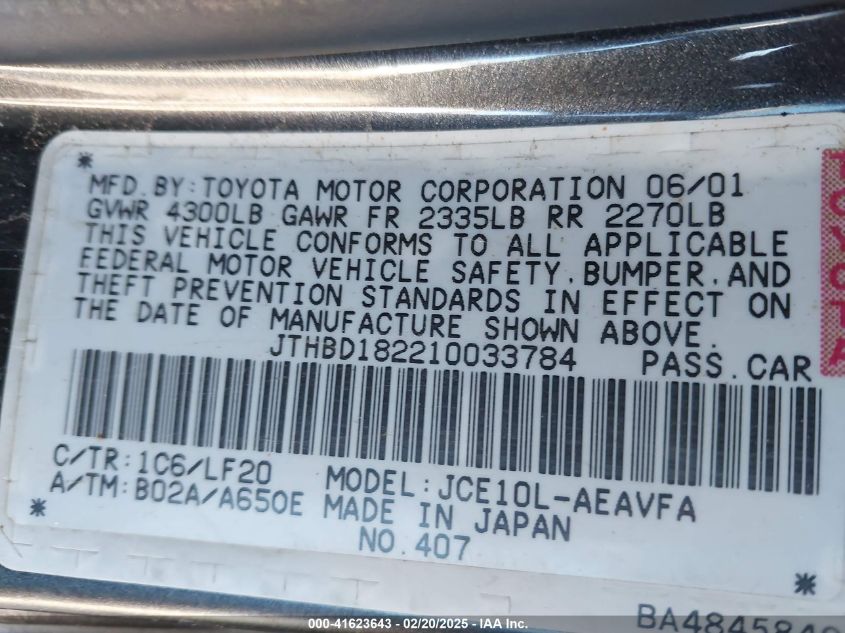 MFD. BY: TOYOTA MOTOR CORPORATION 06/01
GVWR 4300LB GAWR FR 2335LB RR 2270LB
THIS VEHICLE CONFORMS TO ALL APPLICABLE
FEDERAL MOTOR VEHICLE SAFETY, BUMPER, AND
THEFT PREVENTION STANDARDS IN EFFECT ON
THE DATE OF MANUFACTURE SHOWN ABOVE.
JTHBD182210033784 PASS. CAR
C/TR: 1C6/LF20 MODEL: JCE10L-AEAVFA
A/TM: B02A/A650E MADE IN JAPAN
NO. 407
TOYOTA
000-41623643 - 02/20/2025 - IAA Inc.